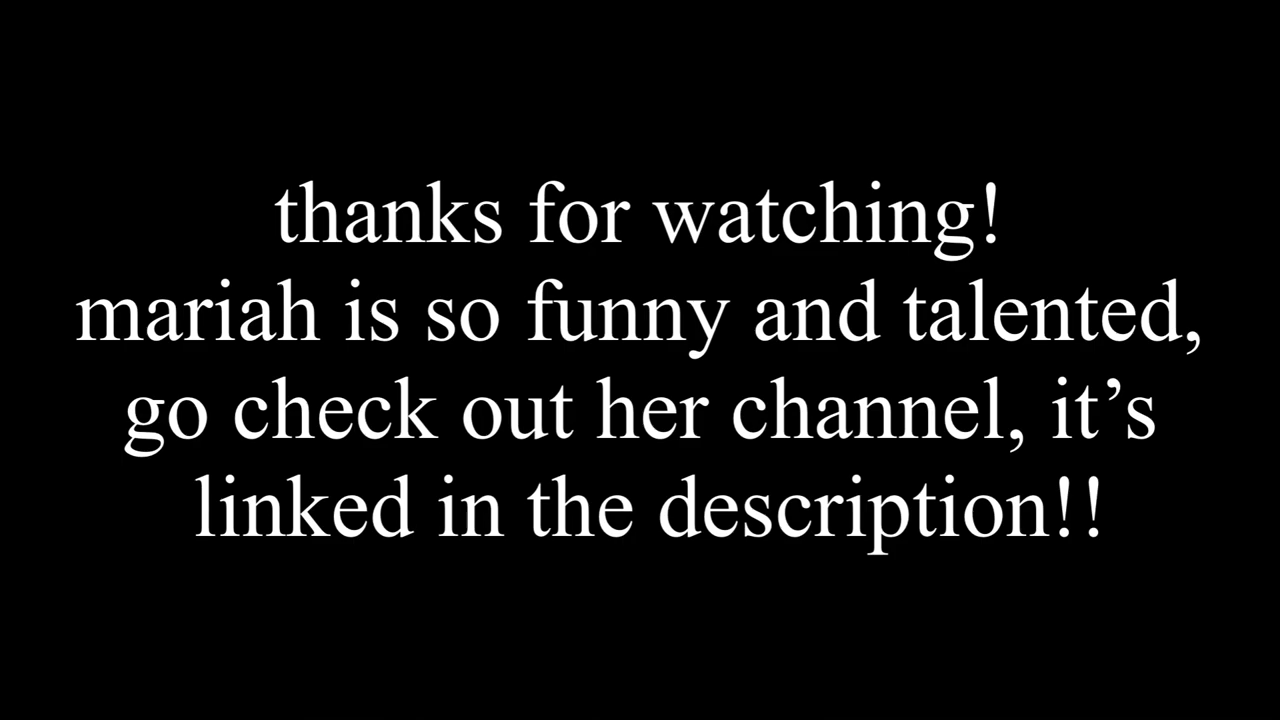 thanks for watching!
mariah is so funny and talented,
go check out her channel, it’s
linked in the description!!